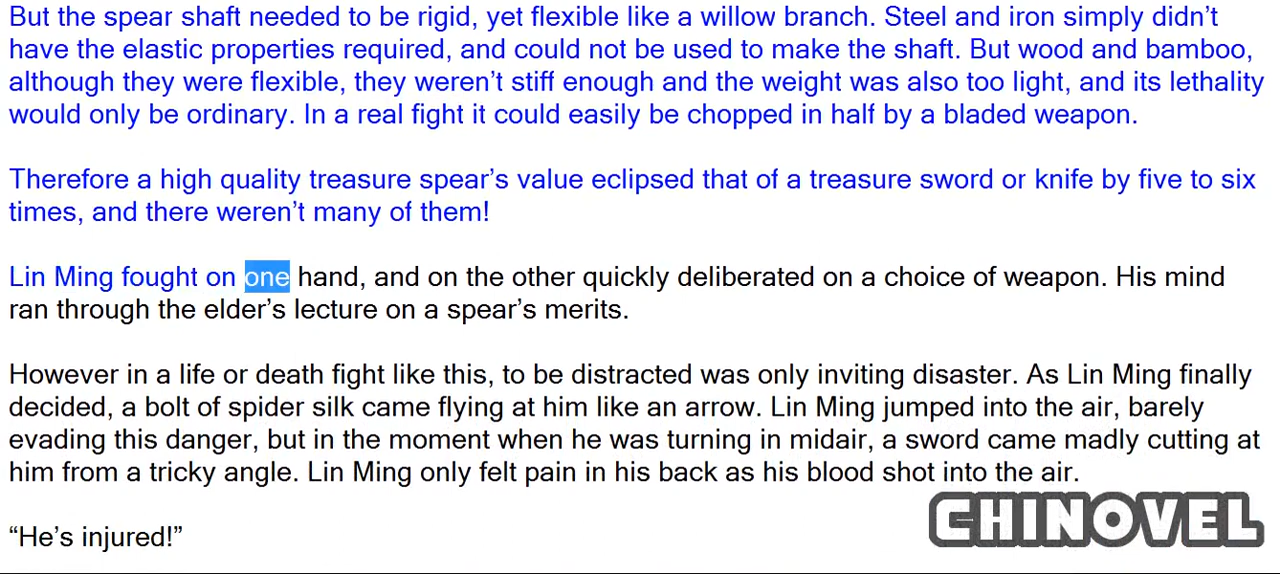 But the spear shaft needed to be rigid, yet flexible like a willow branch. Steel and iron simply didn’t
have the elastic properties required, and could not be used to make the shaft. But wood and bamboo,
although they were flexible, they weren’t stiff enough and the weight was also too light, and its lethality
would only be ordinary. In a real fight it could easily be chopped in half by a bladed weapon.
Therefore a high quality treasure spear’s value eclipsed that of a treasure sword or knife by five to six
times, and there weren’t many of them!
Lin Ming fought on one hand, and on the other quickly deliberated on a choice of weapon. His mind
ran through the elder’s lecture on a spear’s merits.
However in a life or death fight like this, to be distracted was only inviting disaster. As Lin Ming finally
decided, a bolt of spider silk came flying at him like an arrow. Lin Ming jumped into the air, barely
evading this danger, but in the moment when he was turning in midair, a sword came madly cutting at
him from a tricky angle. Lin Ming only felt pain in his back as his blood shot into the air.
“He’s injured!”
CHINOVEL